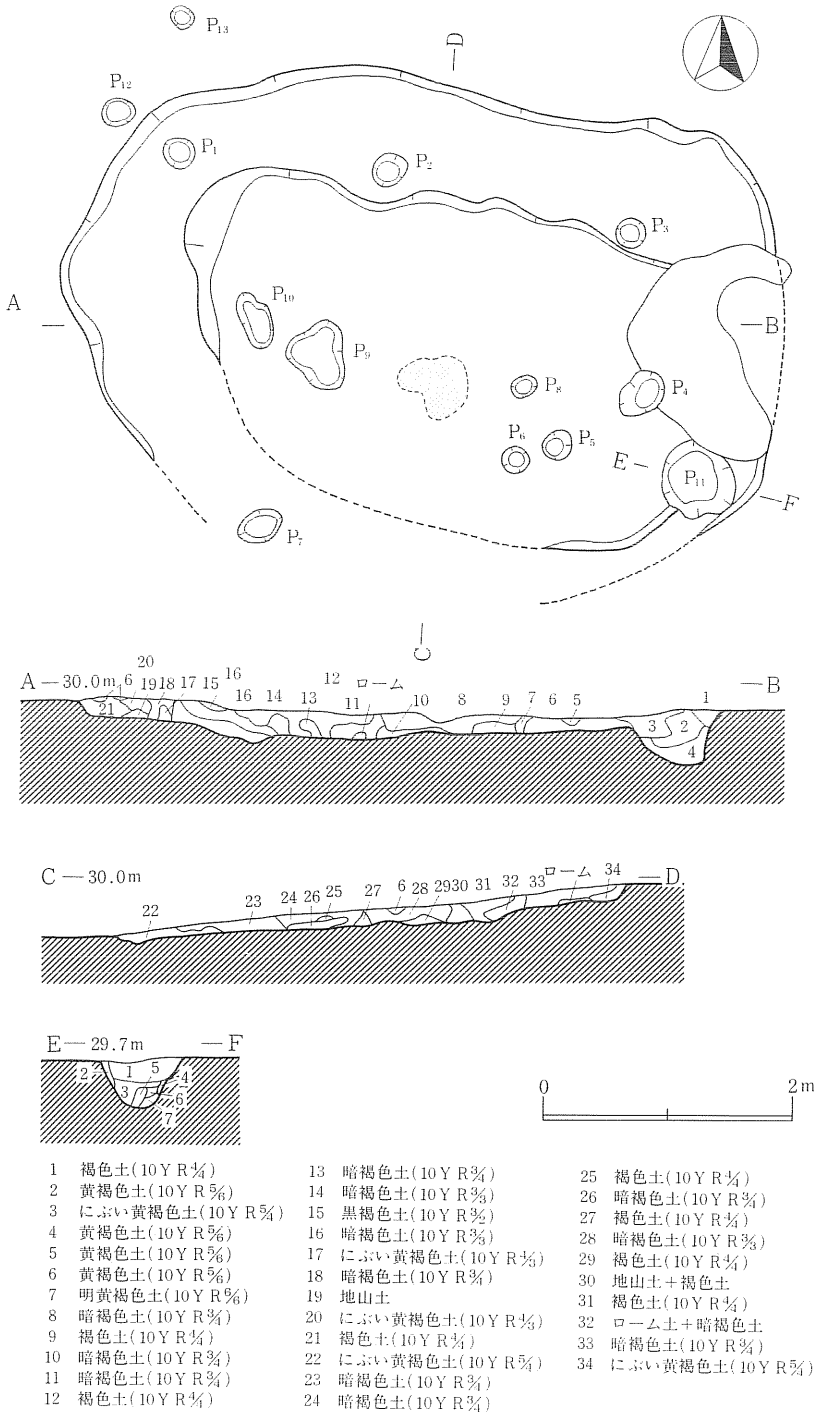 P13
D
P12
P1
P2
P3
A
B
P10
P9
P8
P4
P6
P5
E
P11
F
P7
C
A — 30.0m 1 6 20 19 18 17 15 16 16 14 13 12 11 ローム 10 8 9 7 6 5 1 — B
21 3 2
4
C — 30.0m 22 23 24 26 25 27 6 28 29 30 31 32 33 ローム 34 — D
E — 29.7m — F
2 1 5 4
3 6
7
0 2m
1 褐色土(10YR4/4)
2 黄褐色土(10YR5/6)
3 にぶい黄褐色土(10YR5/4)
4 黄褐色土(10YR5/6)
5 黄褐色土(10YR5/6)
6 黄褐色土(10YR5/6)
7 明黄褐色土(10YR6/6)
8 暗褐色土(10YR3/4)
9 褐色土(10YR4/4)
10 暗褐色土(10YR3/4)
11 暗褐色土(10YR3/4)
12 褐色土(10YR4/4)
13 暗褐色土(10YR3/4)
14 暗褐色土(10YR3/3)
15 黒褐色土(10YR3/2)
16 暗褐色土(10YR3/3)
17 にぶい黄褐色土(10YR4/3)
18 暗褐色土(10YR3/4)
19 地山土
20 にぶい黄褐色土(10YR4/3)
21 褐色土(10YR4/4)
22 にぶい黄褐色土(10YR5/4)
23 暗褐色土(10YR3/4)
24 暗褐色土(10YR3/4)
25 褐色土(10YR4/4)
26 暗褐色土(10YR3/4)
27 褐色土(10YR4/4)
28 暗褐色土(10YR3/3)
29 褐色土(10YR4/4)
30 地山土+褐色土
31 褐色土(10YR4/4)
32 ローム土+暗褐色土
33 暗褐色土(10YR3/4)
34 にぶい黄褐色土(10YR5/4)